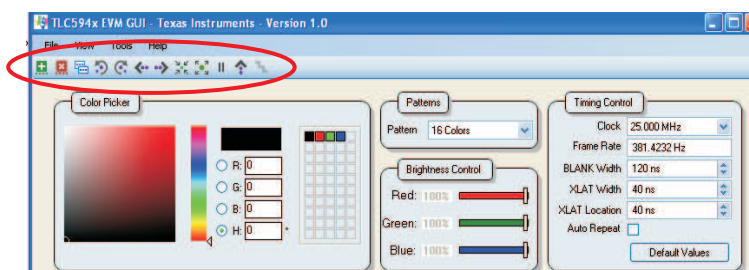 TLC594x EVM GUI - Texas Instruments - Version 1.0
File View Tools Help
Color Picker
R: 0
G: 0
B: 0
H: 0 °
Patterns
Pattern 16 Colors
Brightness Control
Red: 100%
Green: 100%
Blue: 100%
Timing Control
Clock 25.000 MHz
Frame Rate 381.4232 Hz
BLANK Width 120 ns
XLAT Width 40 ns
XLAT Location 40 ns
Auto Repeat
Default Values